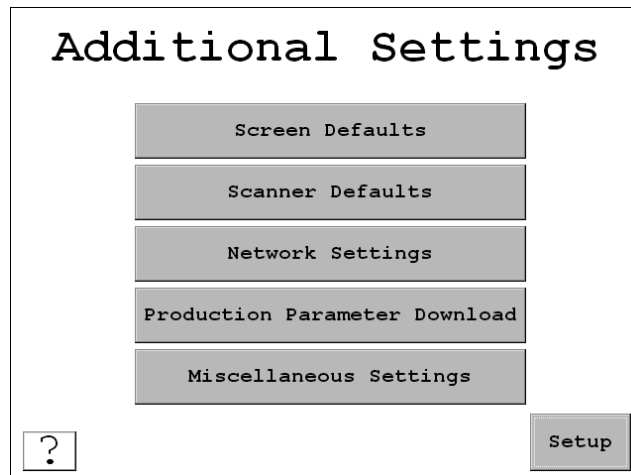 Additional Settings
Screen Defaults
Scanner Defaults
Network Settings
Production Parameter Download
Miscellaneous Settings
?
Setup